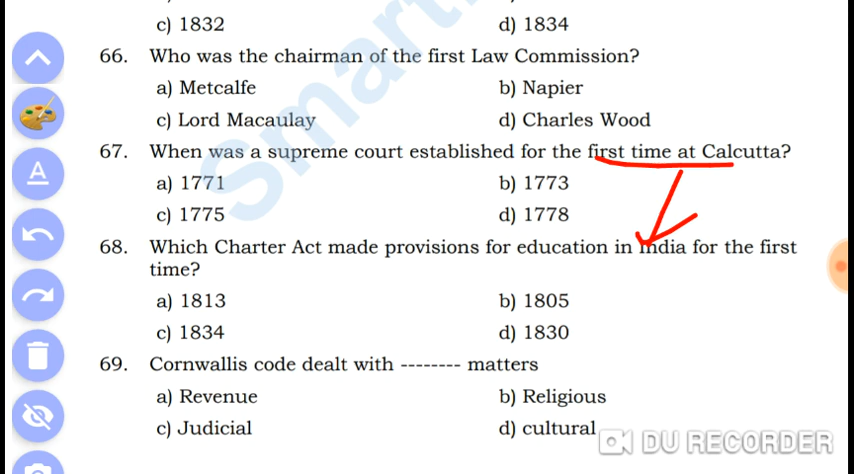 c) 1832 d) 1834
66. Who was the chairman of the first Law Commission?
a) Metcalfe b) Napier
c) Lord Macaulay d) Charles Wood
67. When was a supreme court established for the first time at Calcutta?
a) 1771 b) 1773
c) 1775 d) 1778
68. Which Charter Act made provisions for education in India for the first
time?
a) 1813 b) 1805
c) 1834 d) 1830
69. Cornwallis code dealt with -------- matters
a) Revenue b) Religious
c) Judicial d) cultural
DU RECORDER
Smart
A